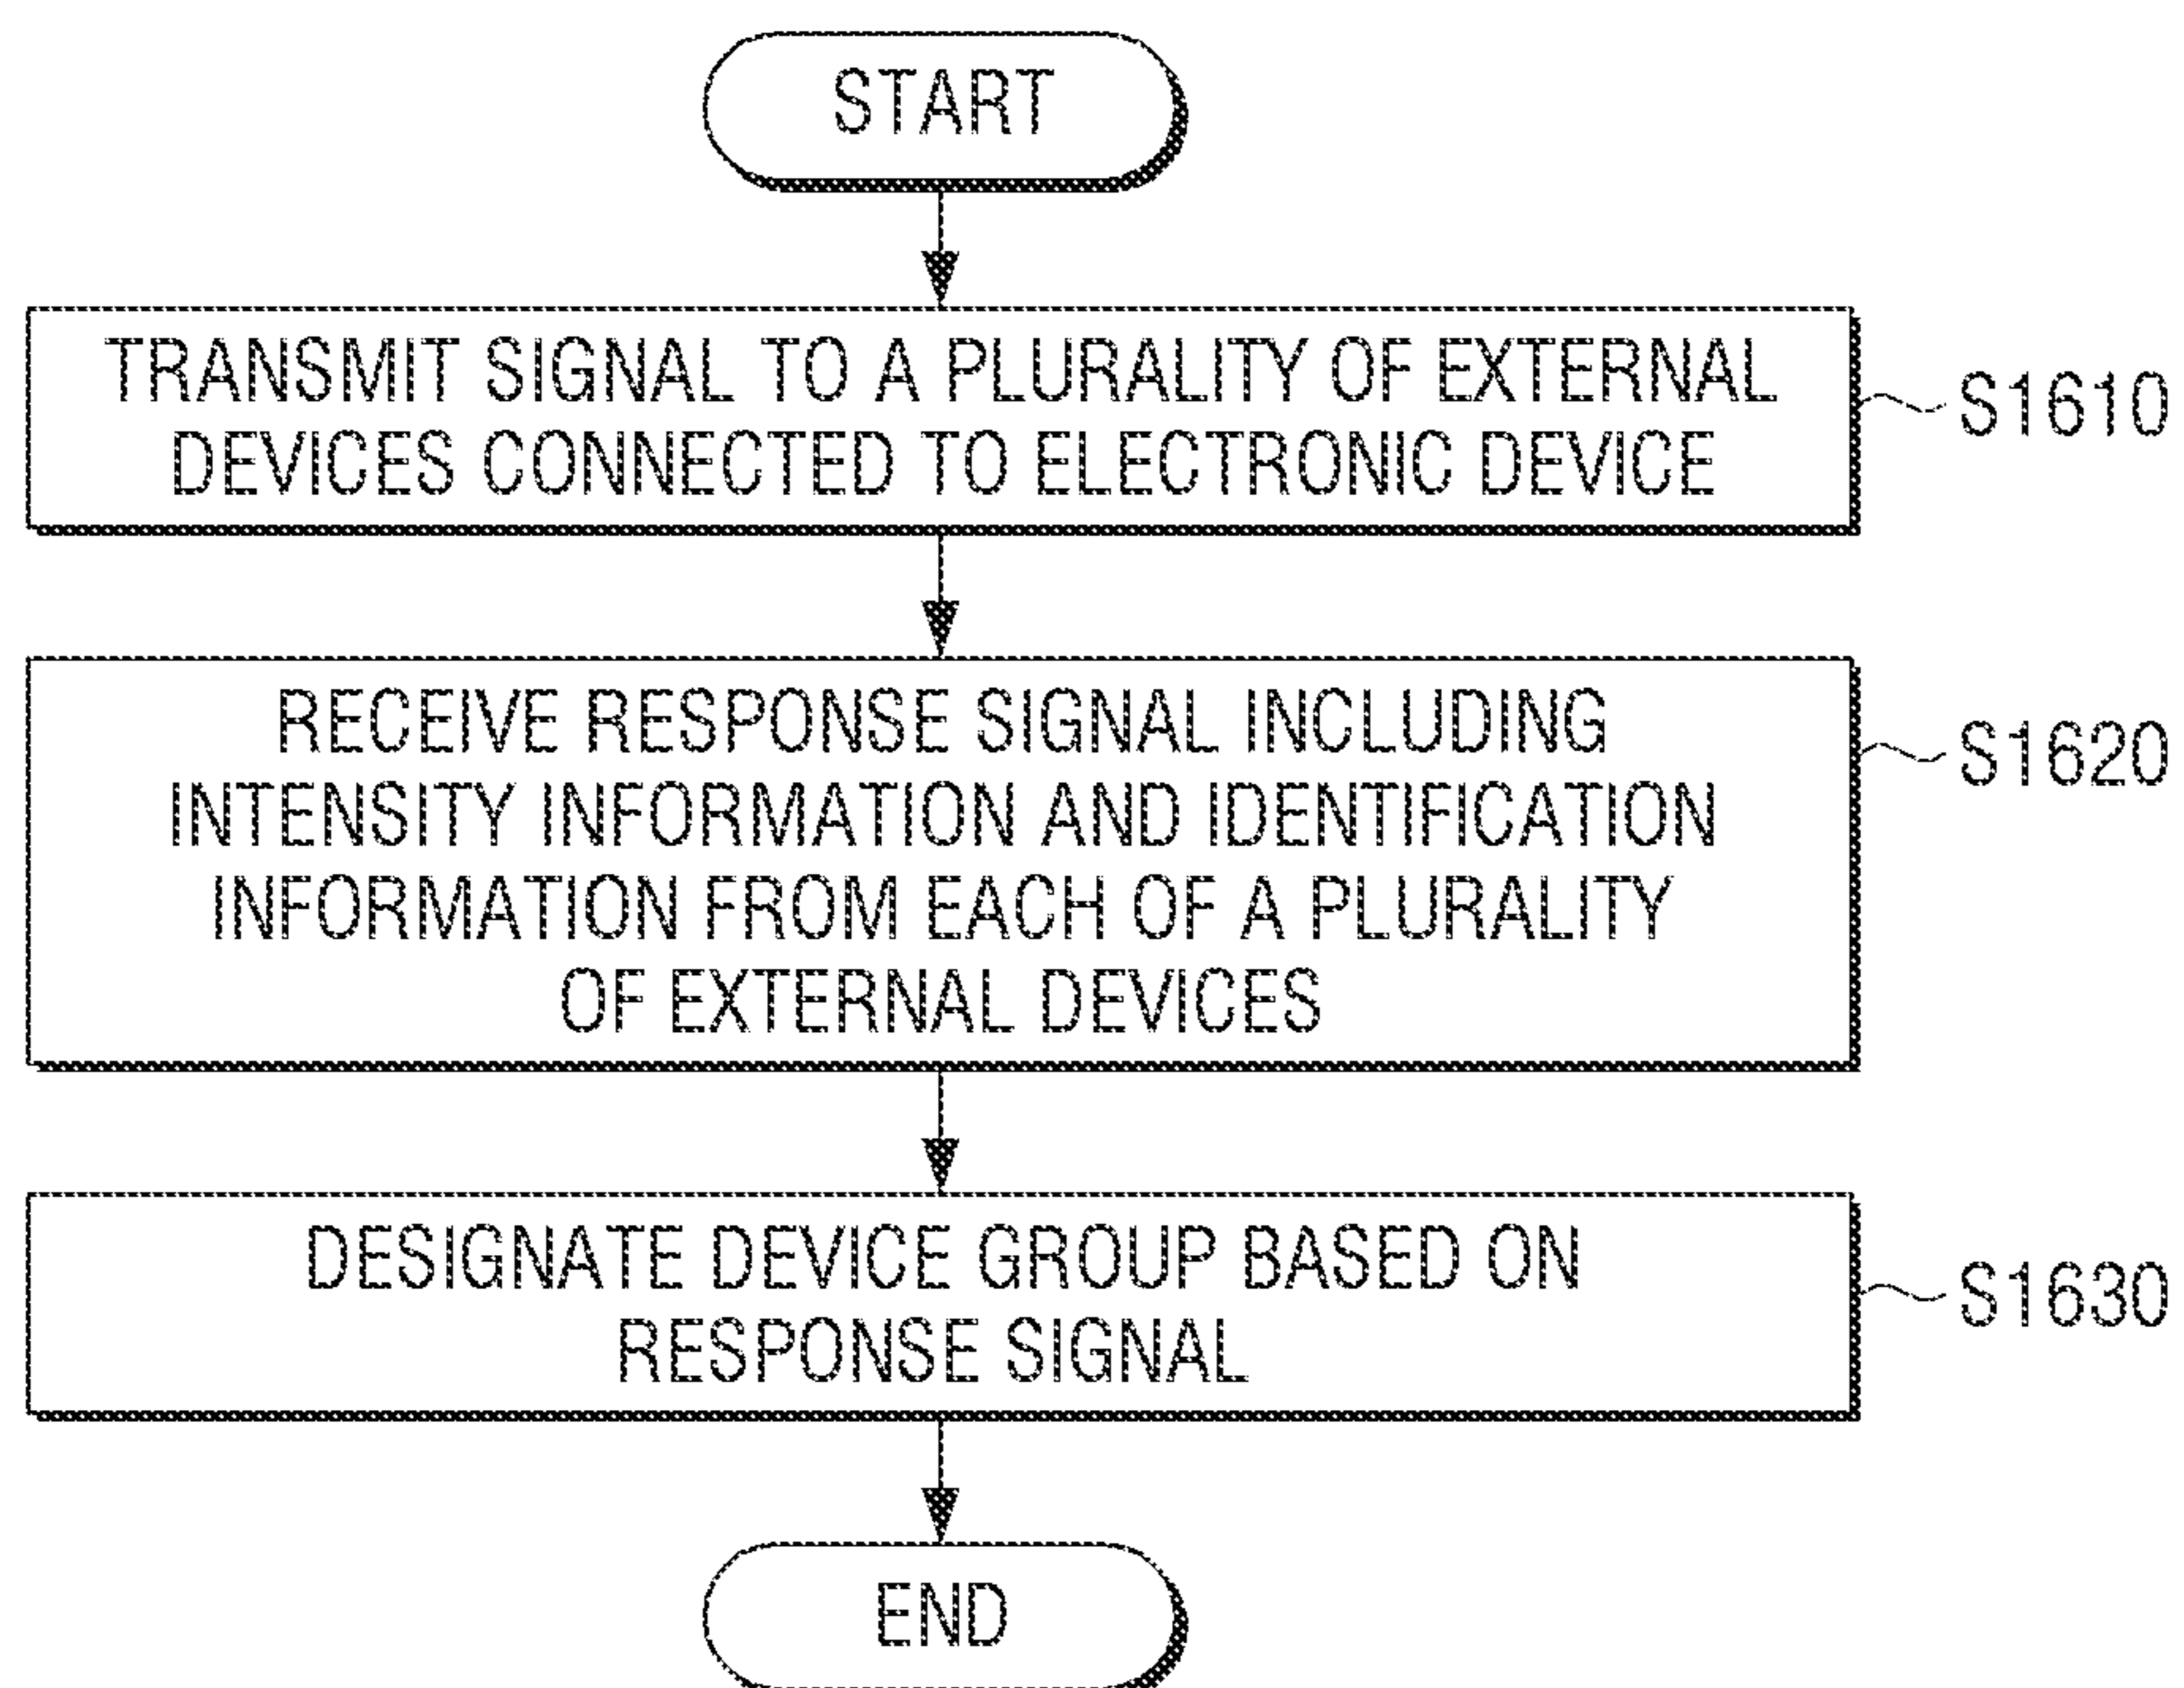 START
TRANSMIT SIGNAL TO A PLURALITY OF EXTERNAL
DEVICES CONNECTED TO ELECTRONIC DEVICE
S1610
RECEIVE RESPONSE SIGNAL INCLUDING
INTENSITY INFORMATION AND IDENTIFICATION
INFORMATION FROM EACH OF A PLURALITY
OF EXTERNAL DEVICES
S1620
DESIGNATE DEVICE GROUP BASED ON
RESPONSE SIGNAL
S1630
END